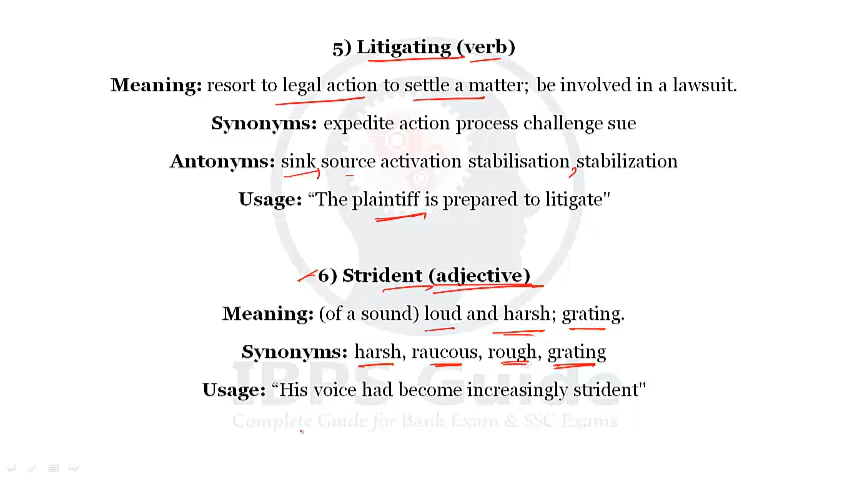 5) Litigating (verb)
Meaning: resort to legal action to settle a matter; be involved in a lawsuit.
Synonyms: expedite action process challenge sue
Antonyms: sink source activation stabilisation stabilization
Usage: “The plaintiff is prepared to litigate"
6) Strident (adjective)
Meaning: (of a sound) loud and harsh; grating.
Synonyms: harsh, raucous, rough, grating
IBPS Guide
Usage: “His voice had become increasingly strident"
Complete Guide for Bank Exam & SSC Exams